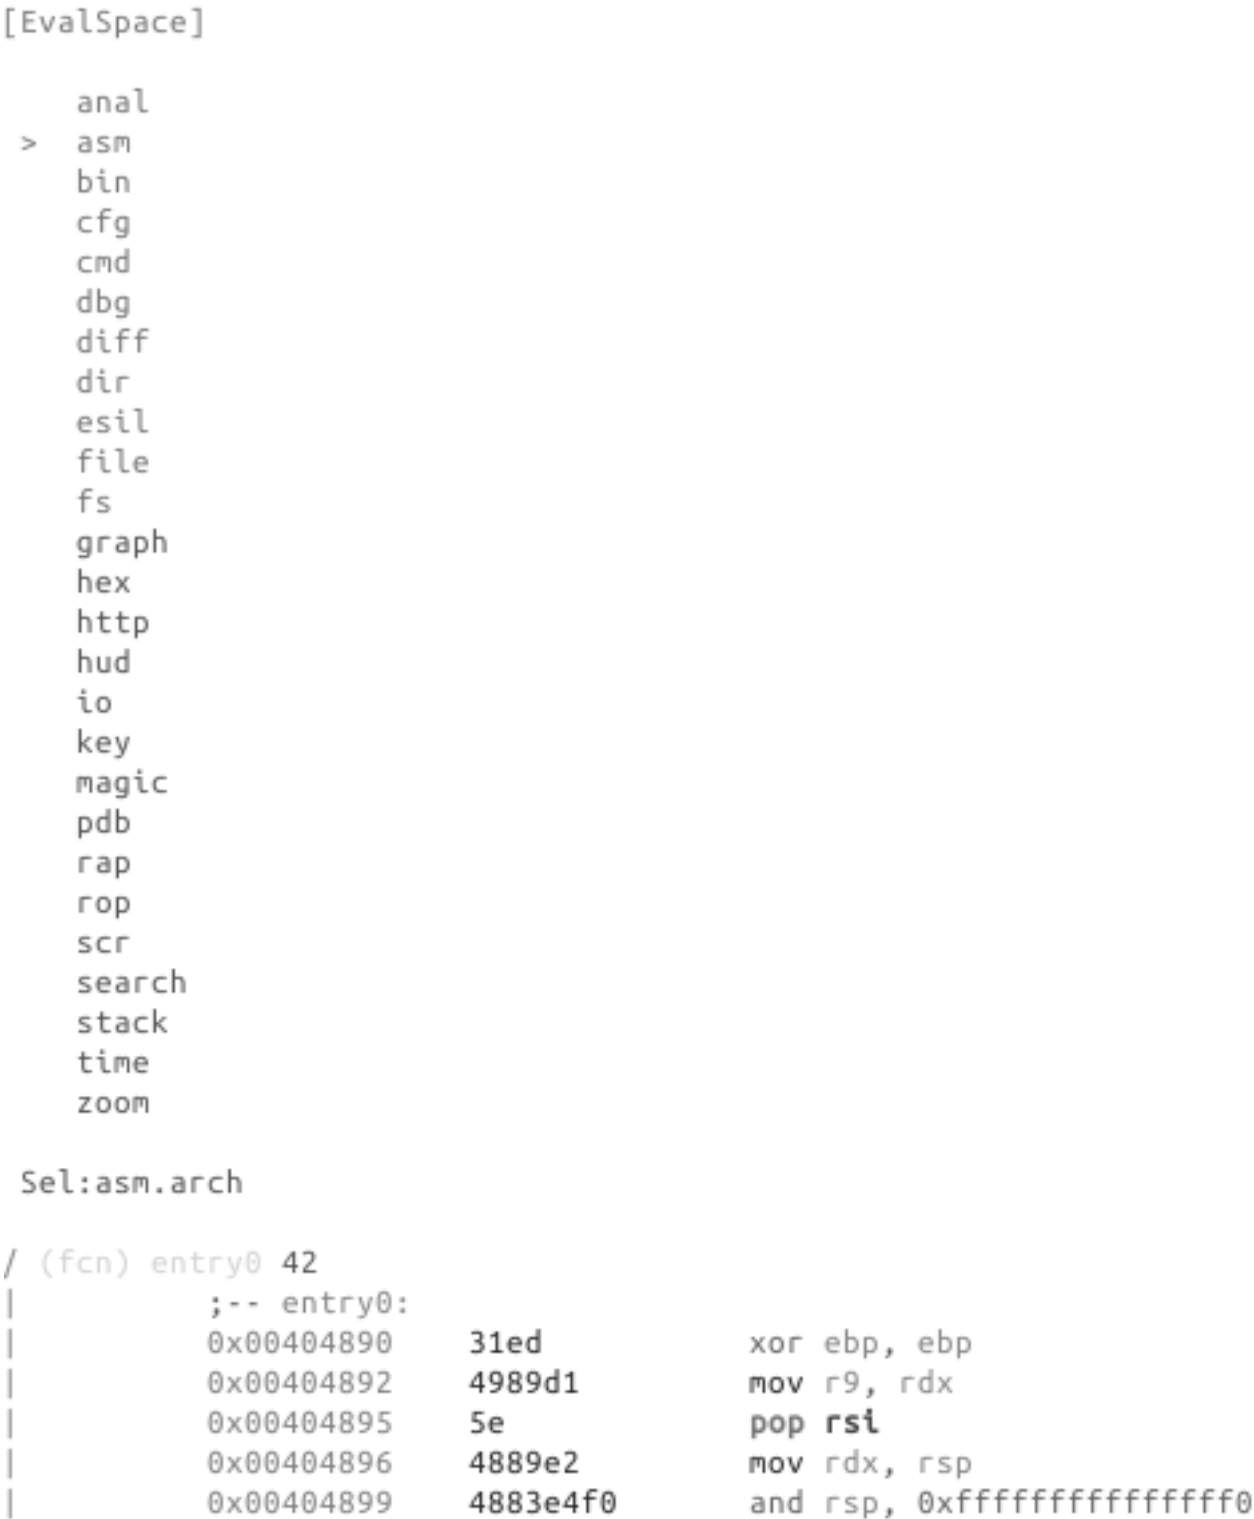 [EvalSpace]
anal
> asm
bin
cfg
cmd
dbg
diff
dir
esil
file
fs
graph
hex
http
hud
io
key
magic
pdb
rap
rop
scr
search
stack
time
zoom
Sel:asm.arch
/ (fcn) entry0 42
| ;-- entry0:
| 0x00404890 31ed xor ebp, ebp
| 0x00404892 4989d1 mov r9, rdx
| 0x00404895 5e pop rsi
| 0x00404896 4889e2 mov rdx, rsp
| 0x00404899 4883e4f0 and rsp, 0xfffffffffffffff0